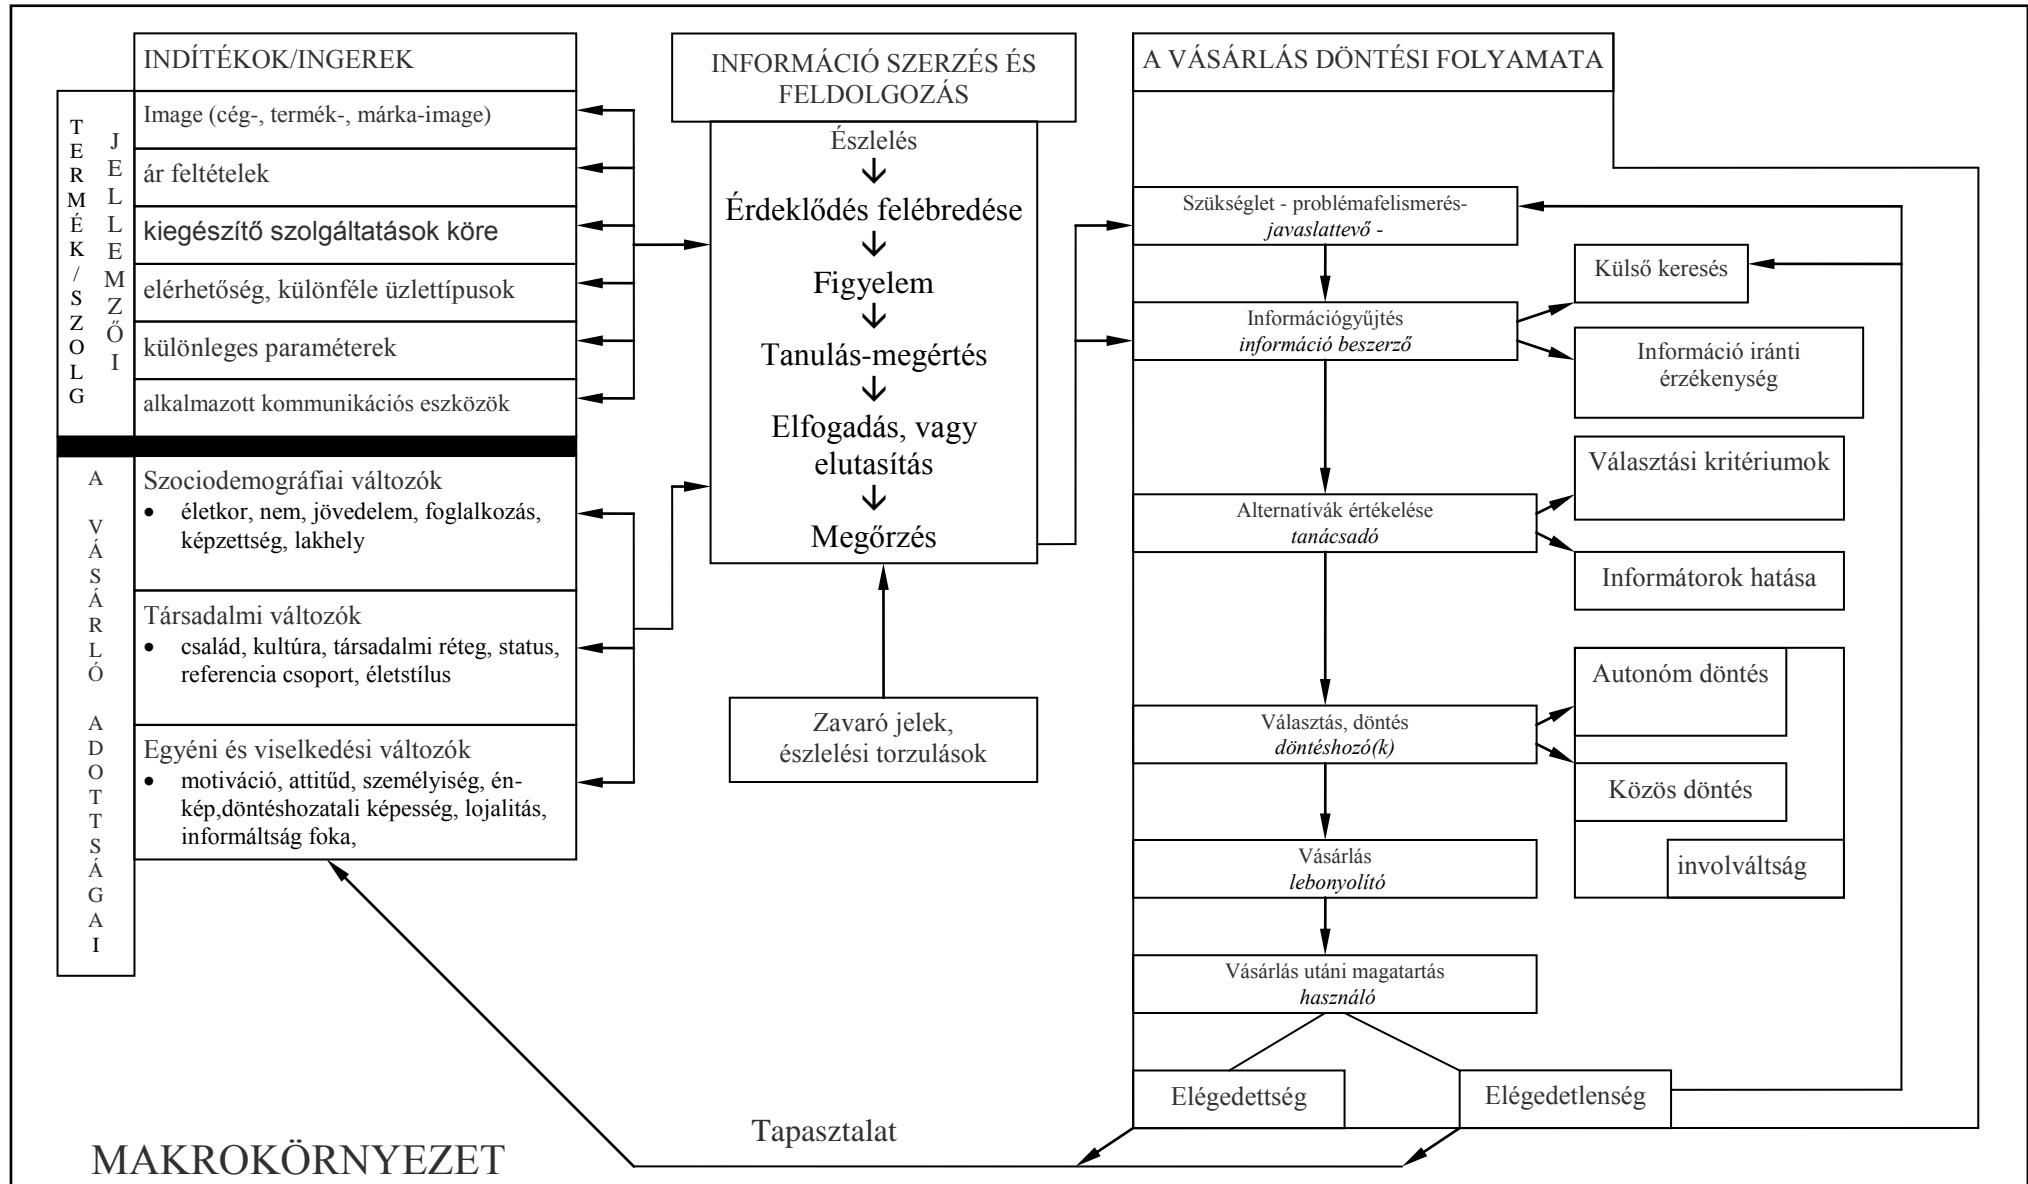 INDÍTÉKOK/INGEREK
TERMÉK/SZOLG
JELLEMZŐI
Image (cég-, termék-, márka-image)
ár feltételek
kiegészítő szolgáltatások köre
elérhetőség, különféle üzlettípusok
különleges paraméterek
alkalmazott kommunikációs eszközök
A VÁSÁRLÓ ADOTTSÁGAI
Szociodemográfiai változók
• életkor, nem, jövedelem, foglalkozás,
képzettség, lakhely
Társadalmi változók
• család, kultúra, társadalmi réteg, status,
referencia csoport, életstílus
Egyéni és viselkedési változók
• motiváció, attitűd, személyiség, én-
kép,döntéshozatali képesség, lojalitás,
informáltság foka,
INFORMÁCIÓ SZERZÉS ÉS
FELDOLGOZÁS
Észlelés
Érdeklődés felébredése
Figyelem
Tanulás-megértés
Elfogadás, vagy
elutasítás
Megőrzés
Zavaró jelek,
észlelési torzulások
A VÁSÁRLÁS DÖNTÉSI FOLYAMATA
Szükséglet - problémafelismerés-
javaslattevő -
Külső keresés
Információgyűjtés
információ beszerző
Információ iránti
érzékenység
Választási kritériumok
Alternatívák értékelése
tanácsadó
Informátorok hatása
Autonóm döntés
Választás, döntés
döntéshozó(k)
Közös döntés
involváltság
Vásárlás
lebonyolító
Vásárlás utáni magatartás
használó
Elégedettség
Elégedetlenség
Tapasztalat
MAKROKÖRNYEZET